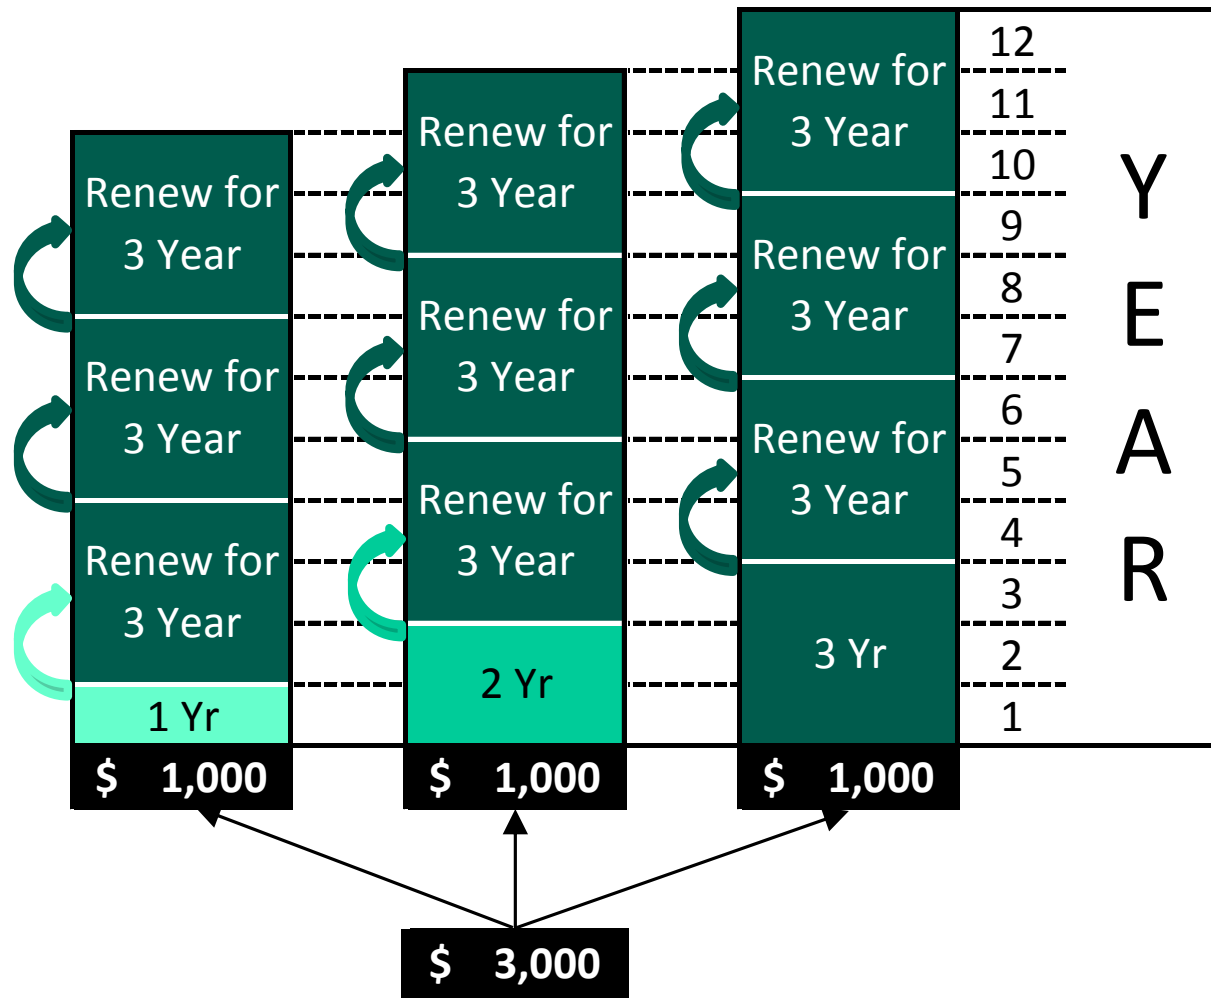 Renew for
3 Year
Renew for
3 Year
Renew for
3 Year
1 Yr
$ 1,000
Renew for
3 Year
Renew for
3 Year
Renew for
3 Year
2 Yr
$ 1,000
Renew for
3 Year
Renew for
3 Year
Renew for
3 Year
3 Yr
$ 1,000
12
11
10
9
8
7
6
5
4
3
2
1
Y
E
A
R
$ 3,000